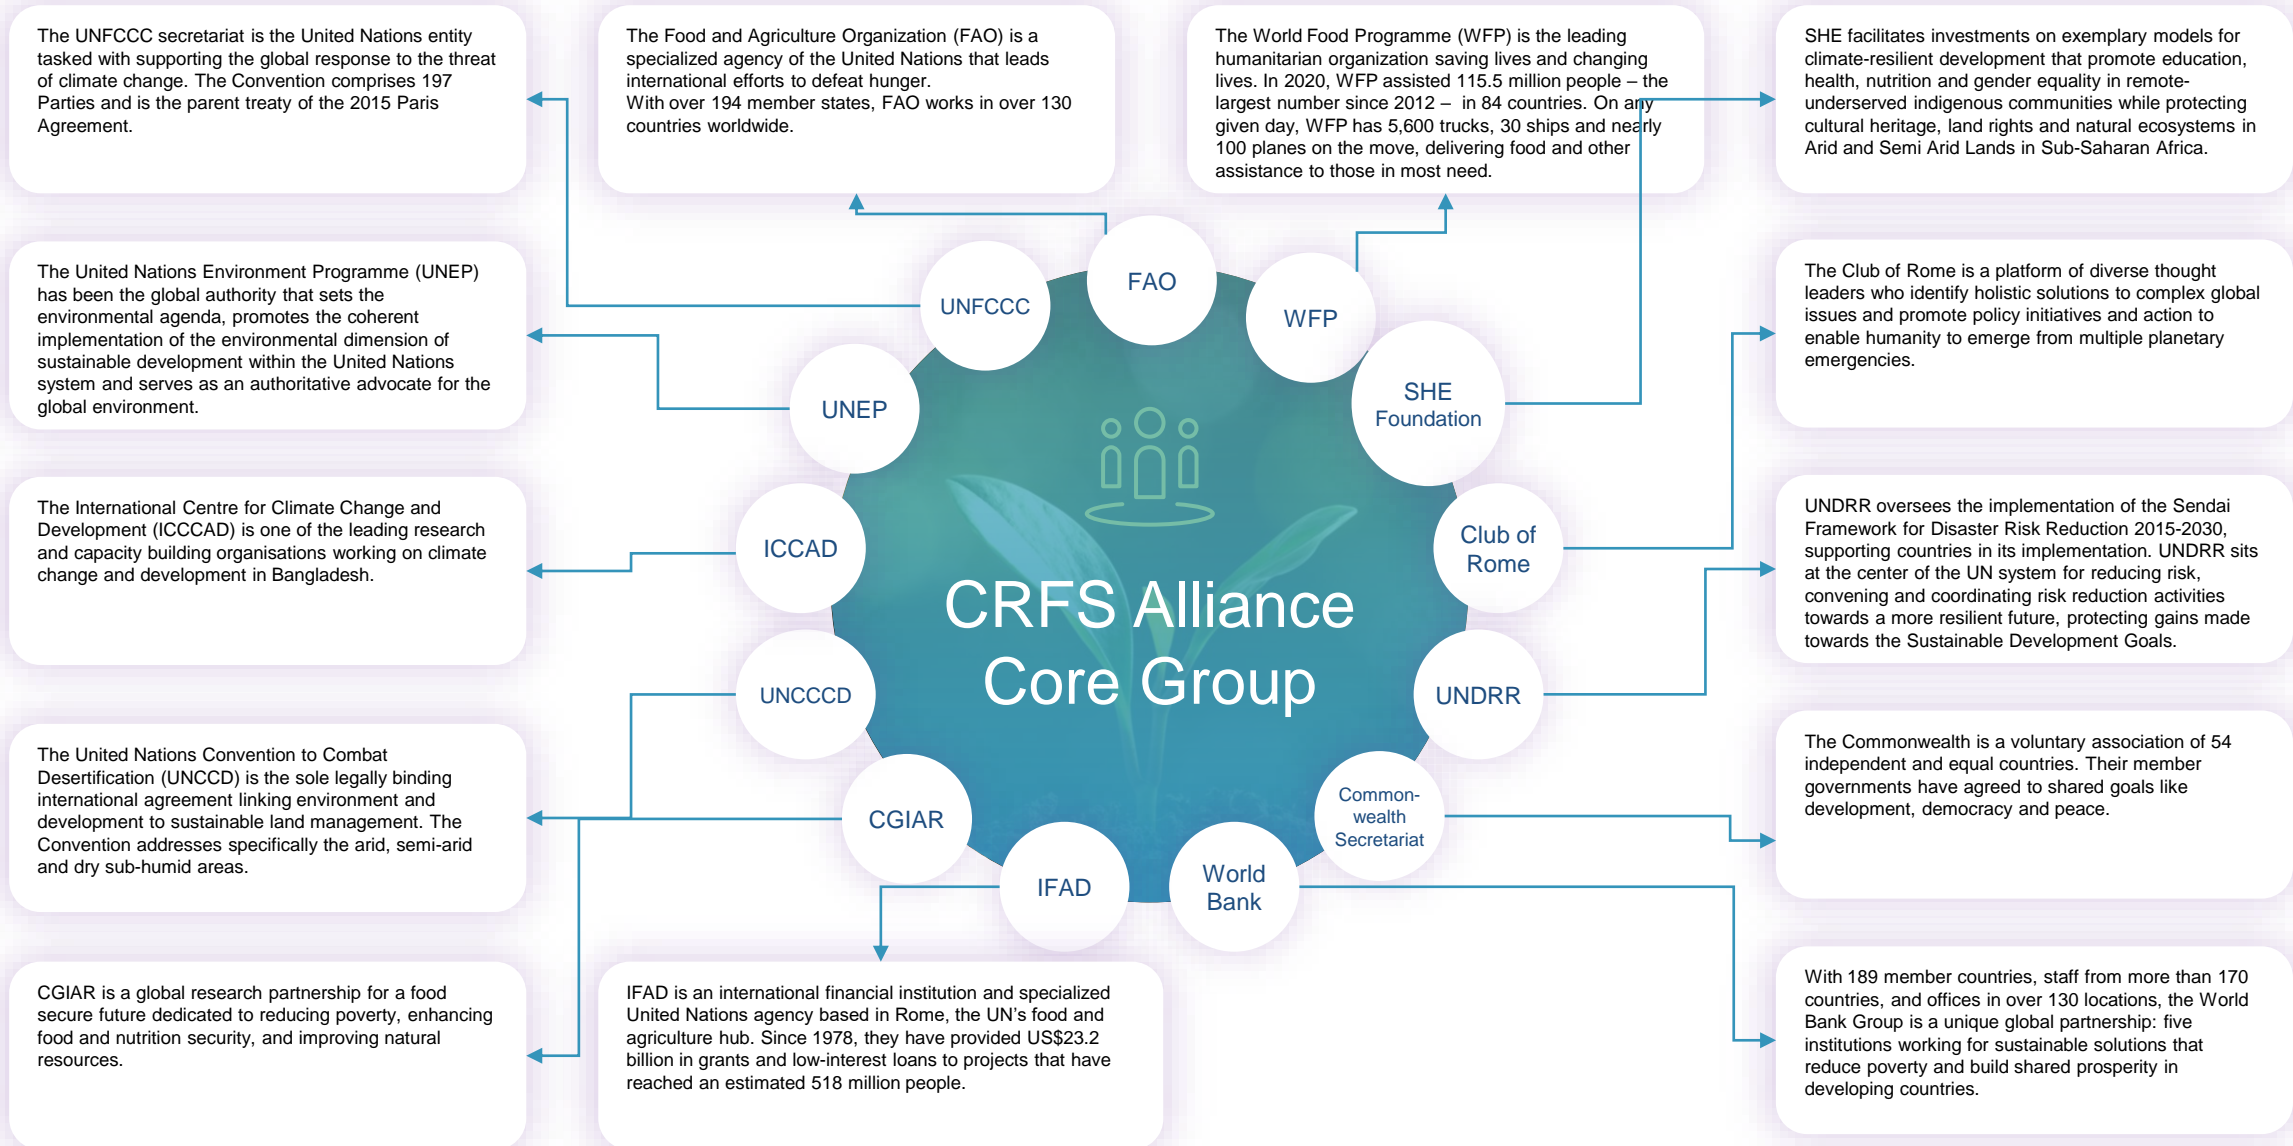 The UNFCCC secretariat is the United Nations entity
tasked with supporting the global response to the threat
of climate change. The Convention comprises 197
Parties and is the parent treaty of the 2015 Paris
Agreement.
The Food and Agriculture Organization (FAO) is a
specialized agency of the United Nations that leads
international efforts to defeat hunger.
With over 194 member states, FAO works in over 130
countries worldwide.
The World Food Programme (WFP) is the leading
humanitarian organization saving lives and changing
lives. In 2020, WFP assisted 115.5 million people – the
largest number since 2012 – in 84 countries. On any
given day, WFP has 5,600 trucks, 30 ships and nearly
100 planes on the move, delivering food and other
assistance to those in most need.
SHE facilitates investments on exemplary models for
climate-resilient development that promote education,
health, nutrition and gender equality in remote-
underserved indigenous communities while protecting
cultural heritage, land rights and natural ecosystems in
Arid and Semi Arid Lands in Sub-Saharan Africa.
The United Nations Environment Programme (UNEP)
has been the global authority that sets the
environmental agenda, promotes the coherent
implementation of the environmental dimension of
sustainable development within the United Nations
system and serves as an authoritative advocate for the
global environment.
The Club of Rome is a platform of diverse thought
leaders who identify holistic solutions to complex global
issues and promote policy initiatives and action to
enable humanity to emerge from multiple planetary
emergencies.
The International Centre for Climate Change and
Development (ICCCAD) is one of the leading research
and capacity building organisations working on climate
change and development in Bangladesh.
UNDRR oversees the implementation of the Sendai
Framework for Disaster Risk Reduction 2015-2030,
supporting countries in its implementation. UNDRR sits
at the center of the UN system for reducing risk,
convening and coordinating risk reduction activities
towards a more resilient future, protecting gains made
towards the Sustainable Development Goals.
The United Nations Convention to Combat
Desertification (UNCCD) is the sole legally binding
international agreement linking environment and
development to sustainable land management. The
Convention addresses specifically the arid, semi-arid
and dry sub-humid areas.
The Commonwealth is a voluntary association of 54
independent and equal countries. Their member
governments have agreed to shared goals like
development, democracy and peace.
CGIAR is a global research partnership for a food
secure future dedicated to reducing poverty, enhancing
food and nutrition security, and improving natural
resources.
IFAD is an international financial institution and specialized
United Nations agency based in Rome, the UN's food and
agriculture hub. Since 1978, they have provided US$23.2
billion in grants and low-interest loans to projects that have
reached an estimated 518 million people.
With 189 member countries, staff from more than 170
countries, and offices in over 130 locations, the World
Bank Group is a unique global partnership: five
institutions working for sustainable solutions that
reduce poverty and build shared prosperity in
developing countries.
FAO
UNFCCC
WFP
UNEP
SHE
Foundation
ICCAD
Club of
Rome
UNCCCD
UNDRR
CGIAR
Common-
wealth
Secretariat
IFAD
World
Bank
CRFS Alliance
Core Group